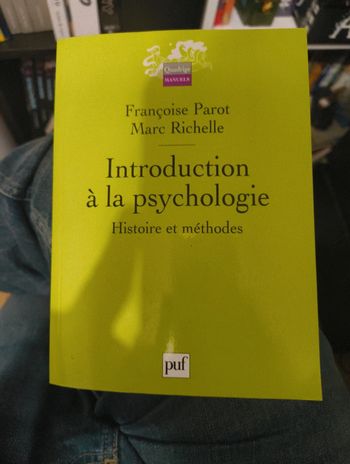 Quadrige
MANUELS
Françoise Parot
Marc Richelle
Introduction
à la psychologie
Histoire et méthodes
puf